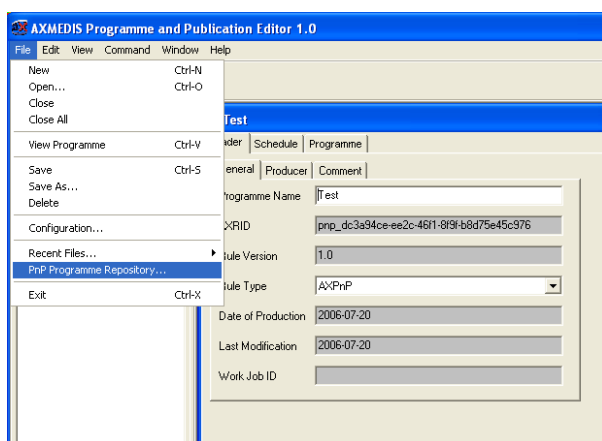 AXMEDIS Programme and Publication Editor 1.0
File Edit View Command Window Help
New Ctrl-N
Open... Ctrl-O
Close
Close All
View Programme Ctrl-V
Save Ctrl-S
Save As...
Delete
Configuration...
Recent Files...
PnP Programme Repository...
Exit Ctrl-X
Test
ader Schedule Programme
eneral Producer Comment
rogramme Name Test
XRID pnp_dc3a94ce-ee2c-46f1-8f9f-b8d75e45c976
ule Version 1.0
ule Type AXPnP
Date of Production 2006-07-20
Last Modification 2006-07-20
Work Job ID